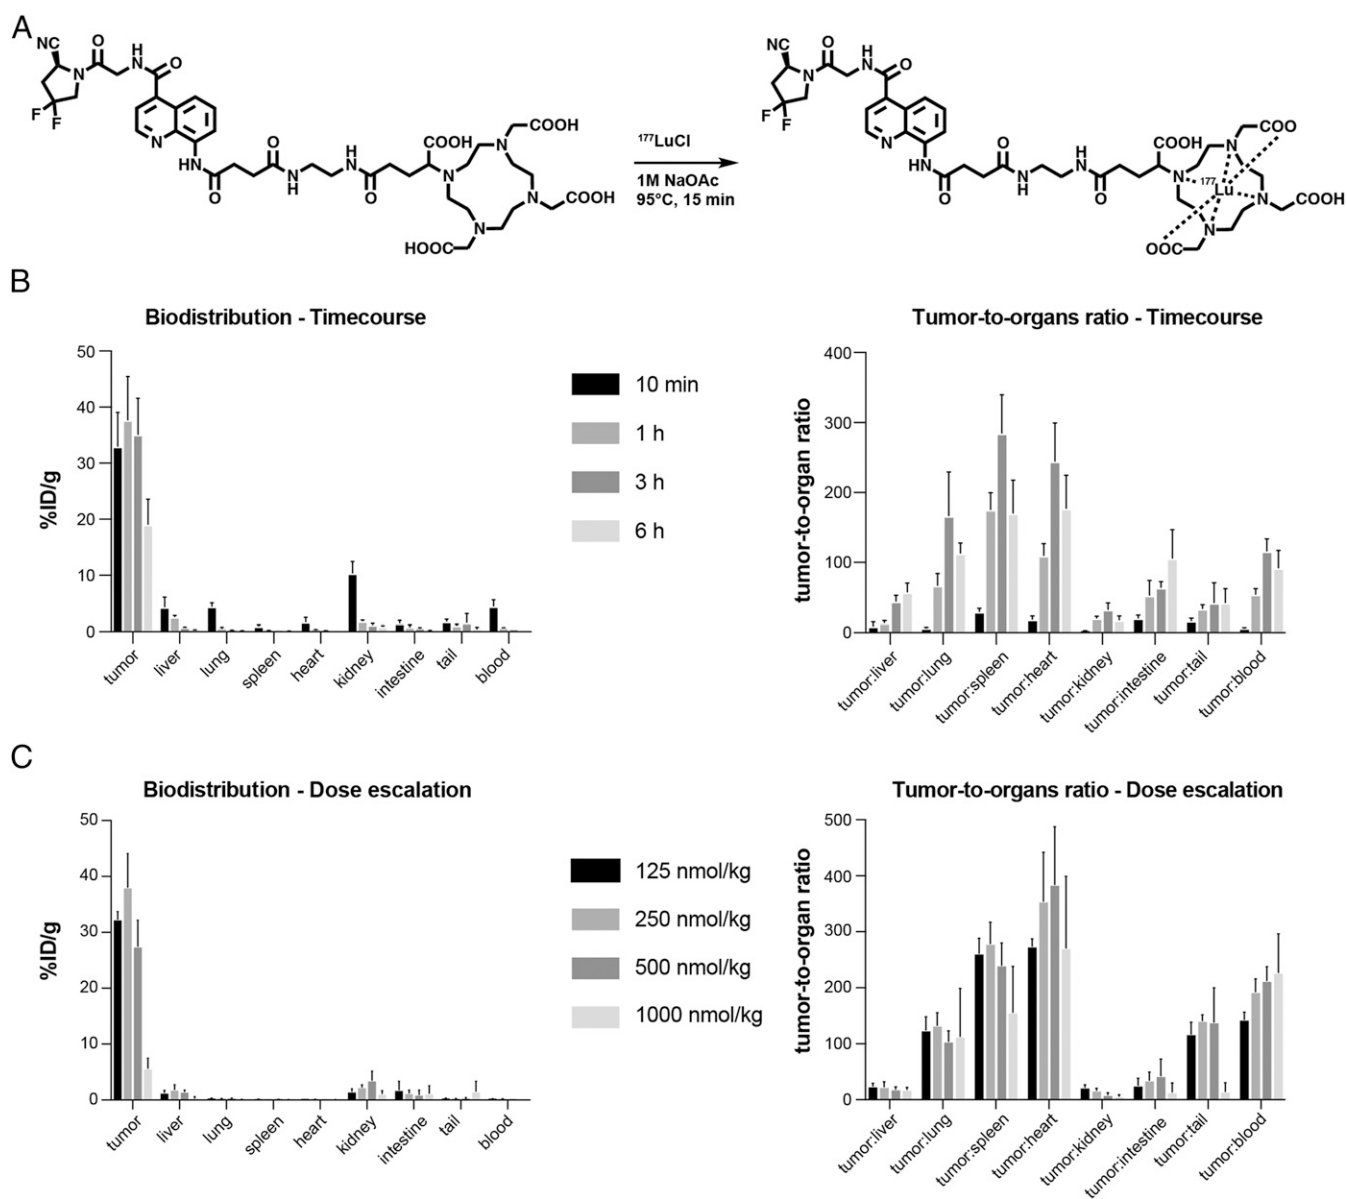 A
NC
O
H
N
N
O
F
F
N
HN
O
O
N
H
H
N
O
COOH
N
N
COOH
N
COOH
N
HOOC
¹⁷⁷LuCl
1M NaOAc
95°C, 15 min
NC
O
H
N
N
O
F
F
N
HN
O
O
N
H
H
N
O
COOH
N
N
COO
¹⁷⁷Lu
N
COOH
N
OOC
B
Biodistribution - Timecourse
%ID/g
50
40
30
20
10
0
tumor
liver
lung
spleen
heart
kidney
intestine
tail
blood
10 min
1 h
3 h
6 h
Tumor-to-organs ratio - Timecourse
tumor-to-organ ratio
400
300
200
100
0
tumor:liver
tumor:lung
tumor:spleen
tumor:heart
tumor:kidney
tumor:intestine
tumor:tail
tumor:blood
C
Biodistribution - Dose escalation
%ID/g
50
40
30
20
10
0
tumor
liver
lung
spleen
heart
kidney
intestine
tail
blood
125 nmol/kg
250 nmol/kg
500 nmol/kg
1000 nmol/kg
Tumor-to-organs ratio - Dose escalation
tumor-to-organ ratio
500
400
300
200
100
0
tumor:liver
tumor:lung
tumor:spleen
tumor:heart
tumor:kidney
tumor:intestine
tumor:tail
tumor:blood